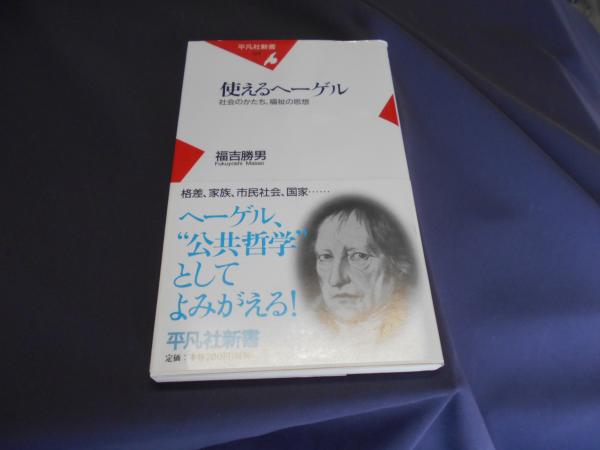 平凡社新書
使えるヘーゲル
社会のかたち、福祉の思想
福吉勝男
Fukuyoshi Masao
格差、家族、市民社会、国家……
ヘーゲル、
“公共哲学”
として
よみがえる!
平凡社新書
定価: